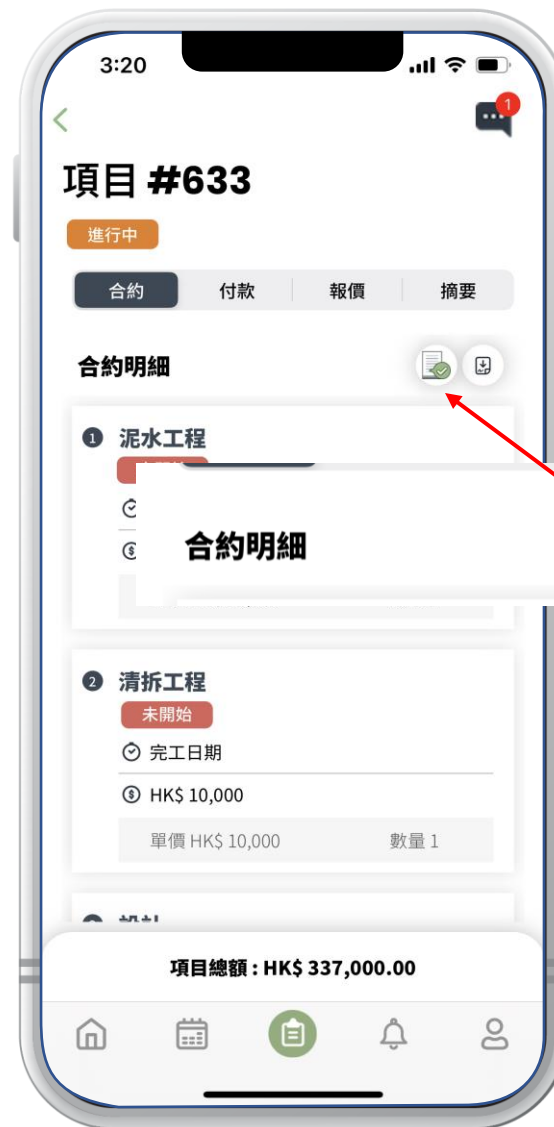 3:20
1
項目 #633
進行中
合約 付款 報價 摘要
合約明細
1 泥水工程
合約明細
2 清拆工程
未開始
完工日期
HK$ 10,000
單價 HK$ 10,000 數量 1
項目總額 : HK$ 337,000.00